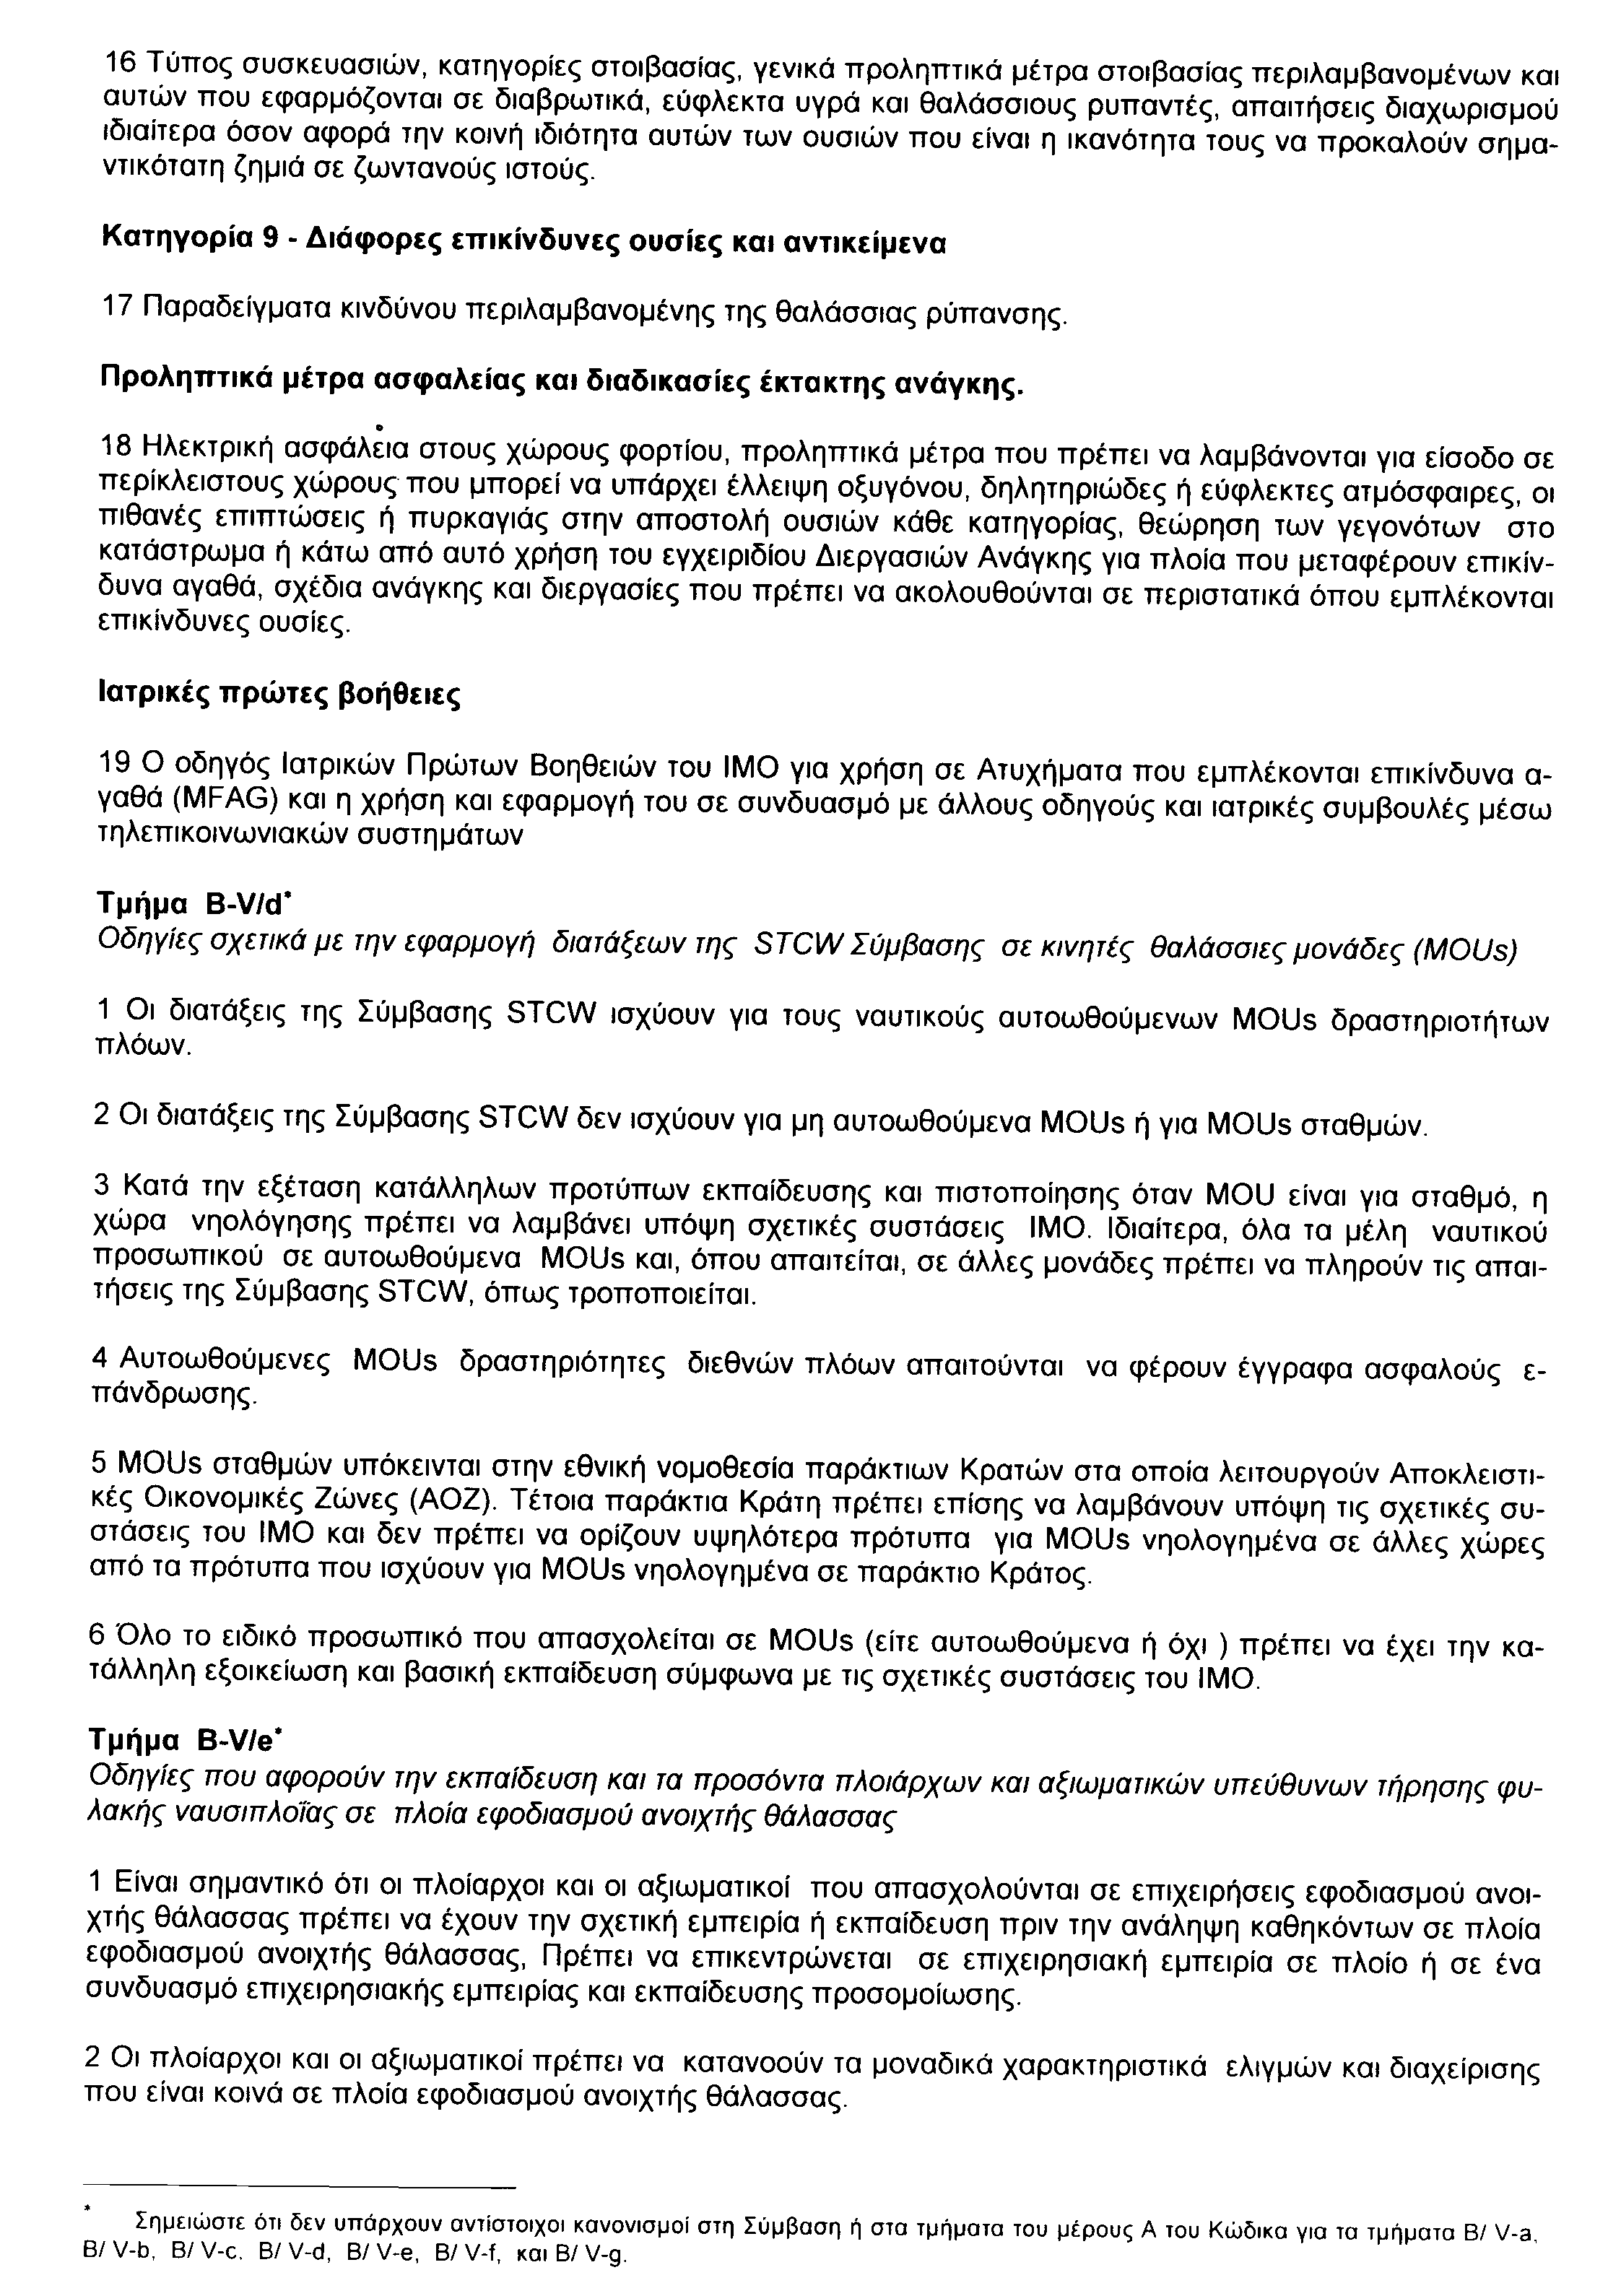 16 Τύπος συσκευασιών, κατηγορίες στοιβασίας, γενικά προληπτικά μέτρα στοιβασίας περιλαμβανομένων και
αυτών που εφαρμόζονται σε διαβρωτικά, εύφλεκτα υγρά και θαλάσσιους ρυπαντές, απαιτήσεις διαχωρισμού
ιδιαίτερα όσον αφορά την κοινή ιδιότητα αυτών των ουσιών που είναι η ικανότητα τους να προκαλούν σημα-
ντικότατη ζημιά σε ζωντανούς ιστούς.
Κατηγορία 9 - Διάφορες επικίνδυνες ουσίες και αντικείμενα
17 Παραδείγματα κινδύνου περιλαμβανομένης της θαλάσσιας ρύπανσης.
Προληπτικά μέτρα ασφαλείας και διαδικασίες έκτακτης ανάγκης.
18 Ηλεκτρική ασφάλεια στους χώρους φορτίου, προληπτικά μέτρα που πρέπει να λαμβάνονται για είσοδο σε
περίκλειστους χώρους που μπορεί να υπάρχει έλλειψη οξυγόνου, δηλητηριώδες ή εύφλεκτες ατμόσφαιρες, οι
πιθανές επιπτώσεις ή πυρκαγιάς στην αποστολή ουσιών κάθε κατηγορίας, θεώρηση των γεγονότων στο
κατάστρωμα ή κάτω από αυτό χρήση του εγχειριδίου Διεργασιών Ανάγκης για πλοία που μεταφέρουν επικίν-
δυνα αγαθά, σχέδια ανάγκης και διεργασίες που πρέπει να ακολουθούνται σε περιστατικά όπου εμπλέκονται
επικίνδυνες ουσίες.
Ιατρικές πρώτες βοήθειες
19 Ο οδηγός Ιατρικών Πρώτων Βοηθειών του ΙΜΟ για χρήση σε Ατυχήματα που εμπλέκονται επικίνδυνα α-
γαθά (MFAG) και η χρήση και εφαρμογή του σε συνδυασμό με άλλους οδηγούς και ιατρικές συμβουλές μέσω
τηλεπικοινωνιακών συστημάτων
Τμήμα B-V/d*
Οδηγίες σχετικά με την εφαρμογή διατάξεων της STCW Σύμβασης σε κινητές θαλάσσιες μονάδες (MOUs)
1 Οι διατάξεις της Σύμβασης STCW ισχύουν για τους ναυτικούς αυτοωθούμενων MOUs δραστηριοτήτων
πλόων.
2 Οι διατάξεις της Σύμβασης STCW δεν ισχύουν για μη αυτοωθούμενα MOUs ή για MOUs σταθμών.
3 Κατά την εξέταση κατάλληλων προτύπων εκπαίδευσης και πιστοποίησης όταν MOU είναι για σταθμό, η
χώρα νηολόγησης πρέπει να λαμβάνει υπόψη σχετικές συστάσεις ΙΜΟ. Ιδιαίτερα, όλα τα μέλη ναυτικού
προσωπικού σε αυτοωθούμενα MOUs και, όπου απαιτείται, σε άλλες μονάδες πρέπει να πληρούν τις απαι-
τήσεις της Σύμβασης STCW, όπως τροποποιείται.
4 Αυτοωθούμενες MOUs δραστηριότητες διεθνών πλόων απαιτούνται να φέρουν έγγραφα ασφαλούς ε-
πάνδρωσης.
5 MOUs σταθμών υπόκεινται στην εθνική νομοθεσία παράκτιων Κρατών στα οποία λειτουργούν Αποκλειστι-
κές Οικονομικές Ζώνες (ΑΟΖ). Τέτοια παράκτια Κράτη πρέπει επίσης να λαμβάνουν υπόψη τις σχετικές συ-
στάσεις του ΙΜΟ και δεν πρέπει να ορίζουν υψηλότερα πρότυπα για MOUs νηολογημένα σε άλλες χώρες
από τα πρότυπα που ισχύουν για MOUs νηολογημένα σε παράκτιο Κράτος.
6 Όλο το ειδικό προσωπικό που απασχολείται σε MOUs (είτε αυτοωθούμενα ή όχι ) πρέπει να έχει την κα-
τάλληλη εξοικείωση και βασική εκπαίδευση σύμφωνα με τις σχετικές συστάσεις του ΙΜΟ.
Τμήμα B-V/e*
Οδηγίες που αφορούν την εκπαίδευση και τα προσόντα πλοιάρχων και αξιωματικών υπεύθυνων τήρησης φυ-
λακής ναυσιπλοΐας σε πλοία εφοδιασμού ανοιχτής θάλασσας
1 Είναι σημαντικό ότι οι πλοίαρχοι και οι αξιωματικοί που απασχολούνται σε επιχειρήσεις εφοδιασμού ανοι-
χτής θάλασσας πρέπει να έχουν την σχετική εμπειρία ή εκπαίδευση πριν την ανάληψη καθηκόντων σε πλοία
εφοδιασμού ανοιχτής θάλασσας, Πρέπει να επικεντρώνεται σε επιχειρησιακή εμπειρία σε πλοίο ή σε ένα
συνδυασμό επιχειρησιακής εμπειρίας και εκπαίδευσης προσομοίωσης.
2 Οι πλοίαρχοι και οι αξιωματικοί πρέπει να κατανοούν τα μοναδικά χαρακτηριστικά ελιγμών και διαχείρισης
που είναι κοινά σε πλοία εφοδιασμού ανοιχτής θάλασσας.
* Σημειώστε ότι δεν υπάρχουν αντίστοιχοι κανονισμοί στη Σύμβαση ή στα τμήματα του μέρους Α του Κώδικα για τα τμήματα B/ V-a,
B/ V-b, B/ V-c. B/ V-d, B/ V-e, B/ V-f, και B/ V-g.